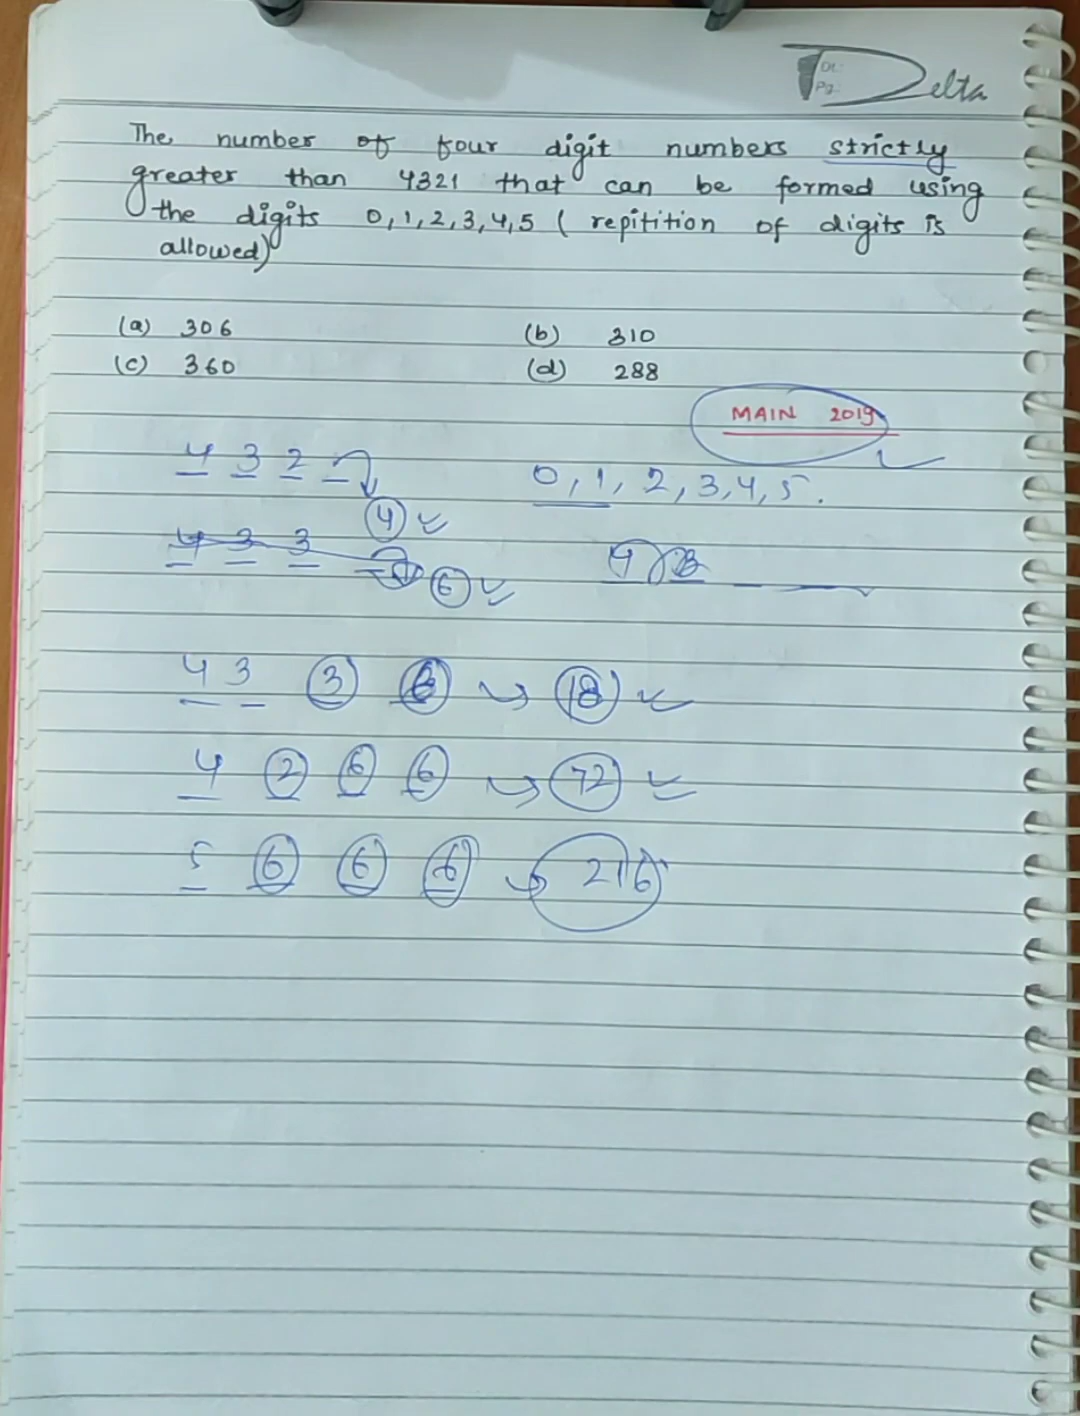 Dt.:
Pg.:
Delta
The number of four digit numbers strictly
greater than 4321 that can be formed using
the digits 0,1,2,3,4,5 ( repitition of digits is
allowed)
(a) 306 (b) 310
(c) 360 (d) 288
MAIN 2019
4 3 2
0, 1, 2, 3, 4, 5.
4
4 3 3
6
4 3 3 6 18
4 2 6 6 72
5 6 6 6 216